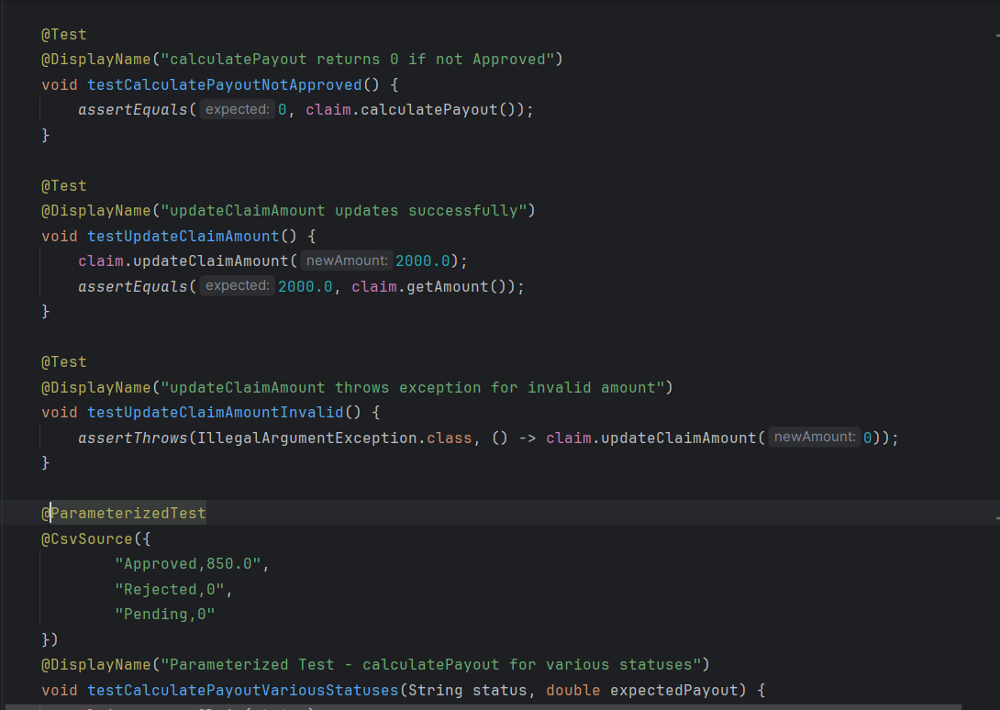 @Test
@DisplayName("calculatePayout returns 0 if not Approved")
void testCalculatePayoutNotApproved() {
assertEquals( expected: 0, claim.calculatePayout());
}
@Test
@DisplayName("updateClaimAmount updates successfully")
void testUpdateClaimAmount() {
claim.updateClaimAmount( newAmount: 2000.0);
assertEquals( expected: 2000.0, claim.getAmount());
}
@Test
@DisplayName("updateClaimAmount throws exception for invalid amount")
void testUpdateClaimAmountInvalid() {
assertThrows(IllegalArgumentException.class, () -> claim.updateClaimAmount( newAmount: 0));
}
@ParameterizedTest
@CsvSource({
"Approved,850.0",
"Rejected,0",
"Pending,0"
})
@DisplayName("Parameterized Test - calculatePayout for various statuses")
void testCalculatePayoutVariousStatuses(String status, double expectedPayout) {